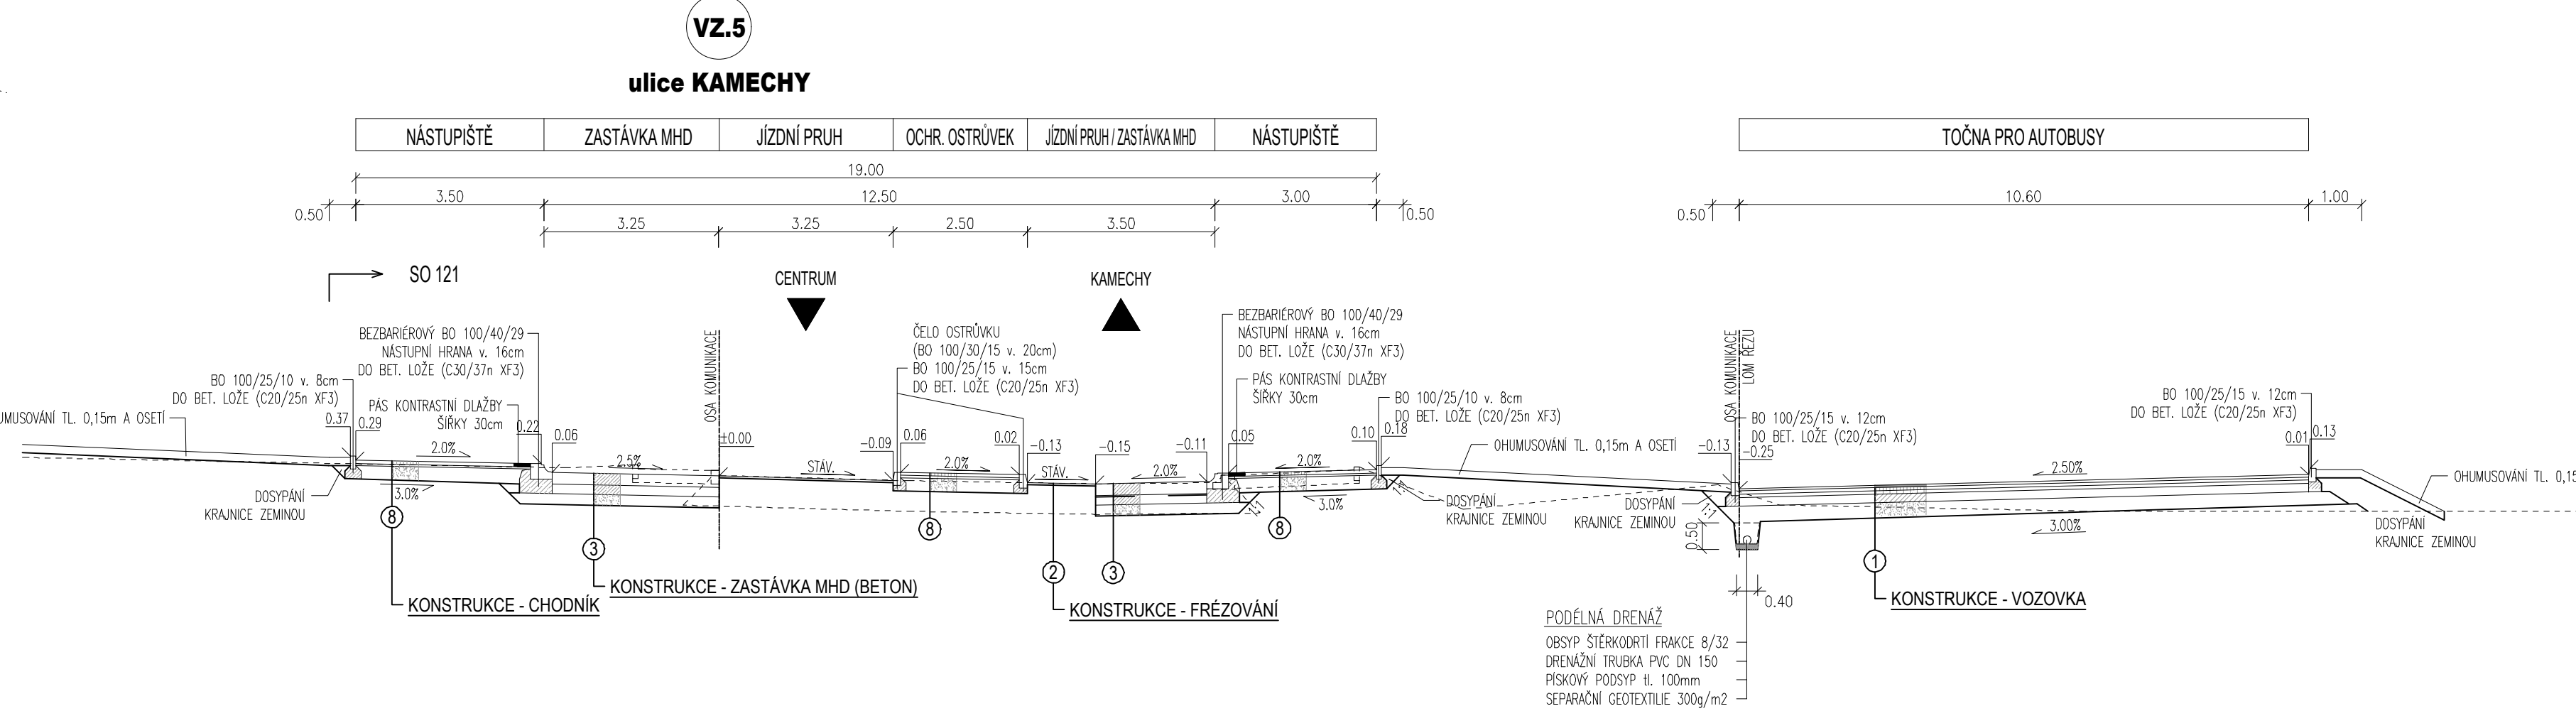 VZ.5
ulice KAMECHY
NÁSTUPIŠTĚ
ZASTÁVKA MHD
JÍZDNÍ PRUH
OCHR. OSTRŮVEK
JÍZDNÍ PRUH / ZASTÁVKA MHD
NÁSTUPIŠTĚ
TOČNA PRO AUTOBUSY
19.00
0.50
3.50
12.50
3.00
0.50
0.50
10.60
1.00
3.25
3.25
2.50
3.50
SO 121
CENTRUM
KAMECHY
BEZBARIÉROVÝ BO 100/40/29
NÁSTUPNÍ HRANA v. 16cm
DO BET. LOŽE (C30/37n XF3)
BO 100/25/10 v. 8cm
DO BET. LOŽE (C20/25n XF3)
PÁS KONTRASTNÍ DLAŽBY
ŠÍŘKY 30cm
UMUSOVÁNÍ TL. 0,15m A OSETÍ
OSA KOMUNIKACE
ČELO OSTRŮVKU
(BO 100/30/15 v. 20cm)
BO 100/25/15 v. 15cm
DO BET. LOŽE (C20/25n XF3)
BEZBARIÉROVÝ BO 100/40/29
NÁSTUPNÍ HRANA v. 16cm
DO BET. LOŽE (C30/37n XF3)
PÁS KONTRASTNÍ DLAŽBY
ŠÍŘKY 30cm
BO 100/25/10 v. 8cm
DO BET. LOŽE (C20/25n XF3)
OHUMUSOVÁNÍ TL. 0,15m A OSETÍ
OSA KOMUNIKACE
LOM ŘEZU
BO 100/25/15 v. 12cm
DO BET. LOŽE (C20/25n XF3)
BO 100/25/15 v. 12cm
DO BET. LOŽE (C20/25n XF3)
OHUMUSOVÁNÍ TL. 0,15
0.37
0.29
0.22
0.06
±0.00
-0.09
0.06
0.02
-0.13
-0.15
-0.11
0.05
0.10
0.18
-0.13
-0.25
0.01
0.13
2.0%
2.5%
STÁV.
2.0%
STÁV.
2.0%
2.0%
2.50%
3.0%
3.0%
3.00%
1:1
1:1
1:1
DOSYPÁNÍ
KRAJNICE ZEMINOU
DOSYPÁNÍ
KRAJNICE ZEMINOU
DOSYPÁNÍ
KRAJNICE ZEMINOU
DOSYPÁNÍ
KRAJNICE ZEMINOU
0.50
0.40
8
3
8
2
3
8
1
KONSTRUKCE - CHODNÍK
KONSTRUKCE - ZASTÁVKA MHD (BETON)
KONSTRUKCE - FRÉZOVÁNÍ
KONSTRUKCE - VOZOVKA
PODÉLNÁ DRENÁŽ
OBSYP ŠTĚRKODRTÍ FRAKCE 8/32
DRENÁŽNÍ TRUBKA PVC DN 150
PÍSKOVÝ PODSYP tl. 100mm
SEPARAČNÍ GEOTEXTILIE 300g/m2